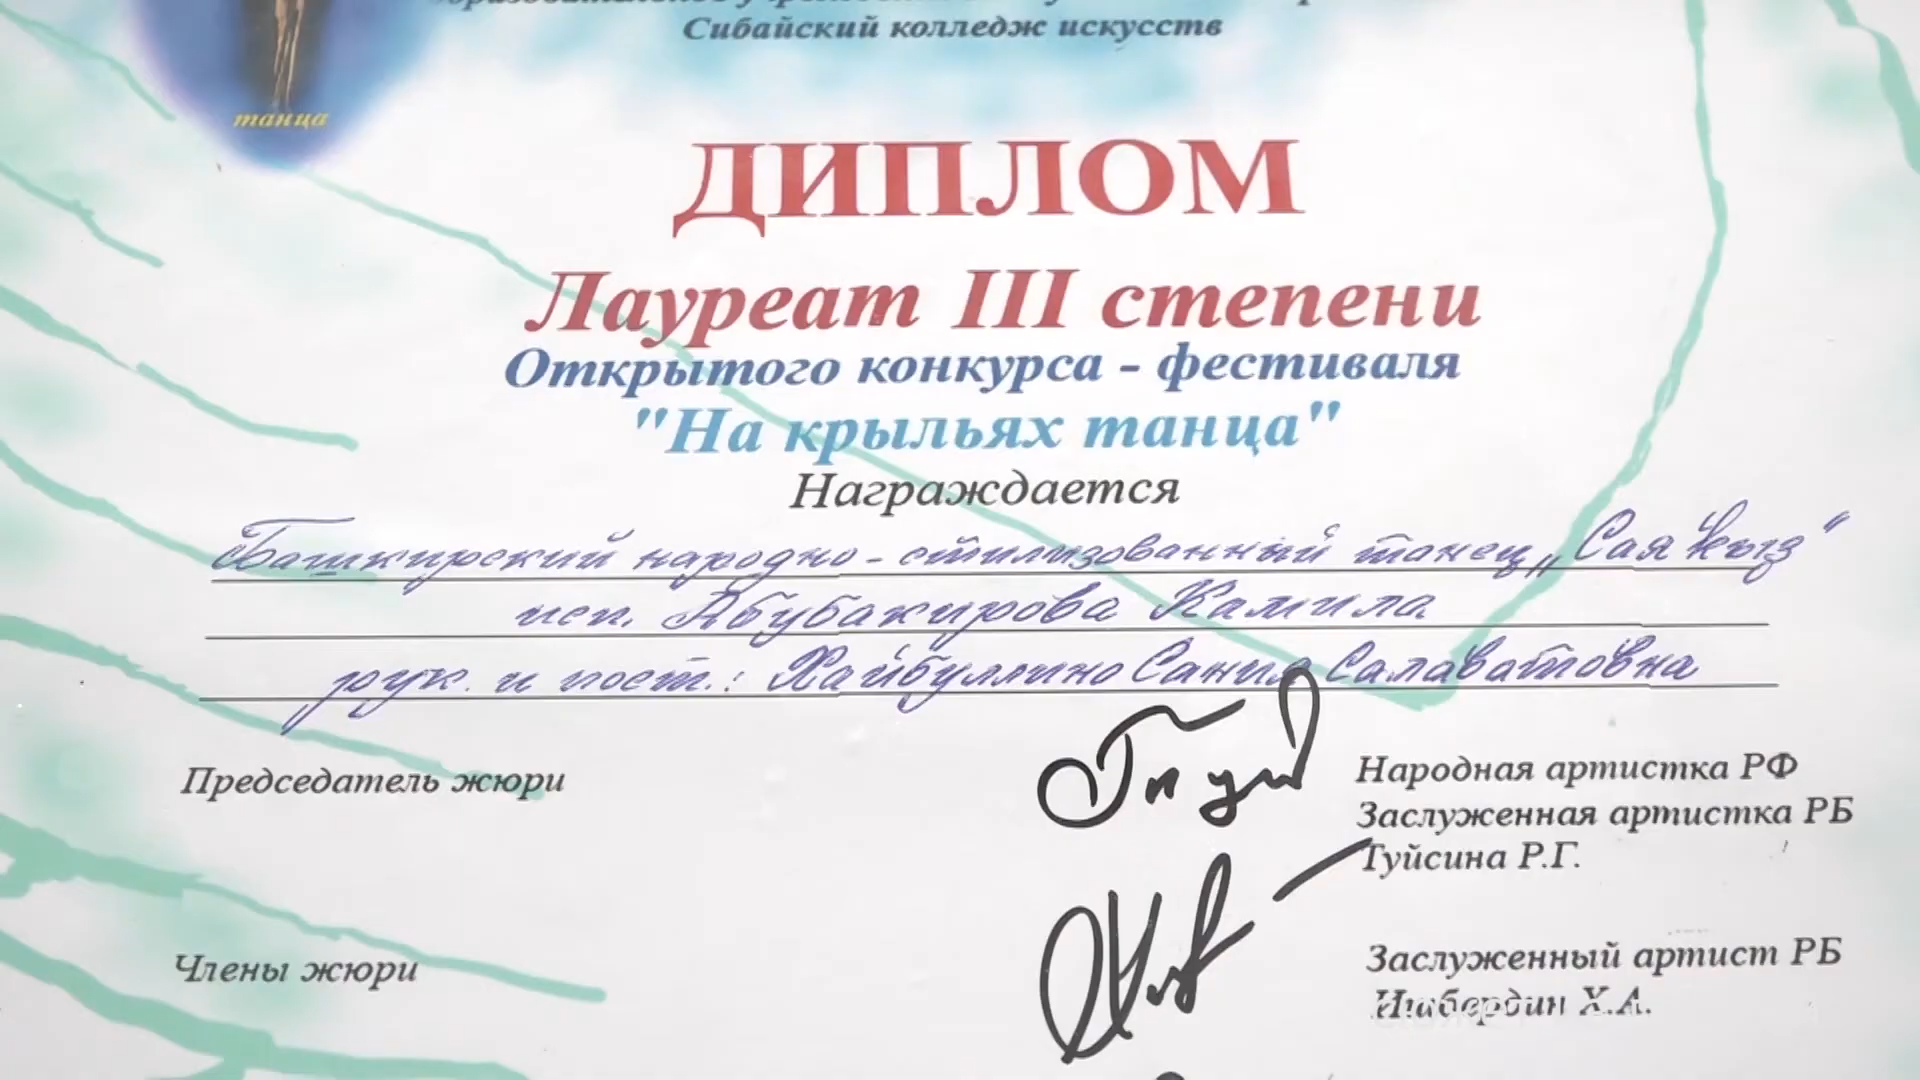 Сибайский колледж искусств
танца
ДИПЛОМ
Лауреат III степени
Открытого конкурса - фестиваля
"На крыльях танца"
Награждается
Башкирский народно - стилизованный танец „Сая кыз"
исп. Абубакирова Камила
рук. и пост.: Хайбуллина Сания Салаватовна
Председатель жюри
Народная артистка РФ
Заслуженная артистка РБ
Туйсина Р.Г.
Члены жюри
Заслуженный артист РБ
Ишбердин Х.А.